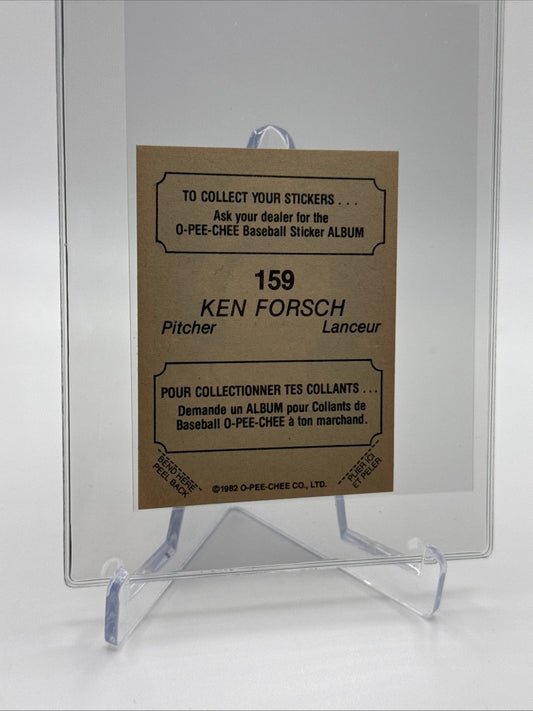 TO COLLECT YOUR STICKERS . . .
Ask your dealer for the
O-PEE-CHEE Baseball Sticker ALBUM
159
KEN FORSCH
Pitcher Lanceur
POUR COLLECTIONNER TES COLLANTS . . .
Demande un ALBUM pour Collants de
Baseball O-PEE-CHEE à ton marchand.
BEND HERE
PEEL BACK
©1982 O-PEE-CHEE CO., LTD.
PLIER ICI
ET PELER